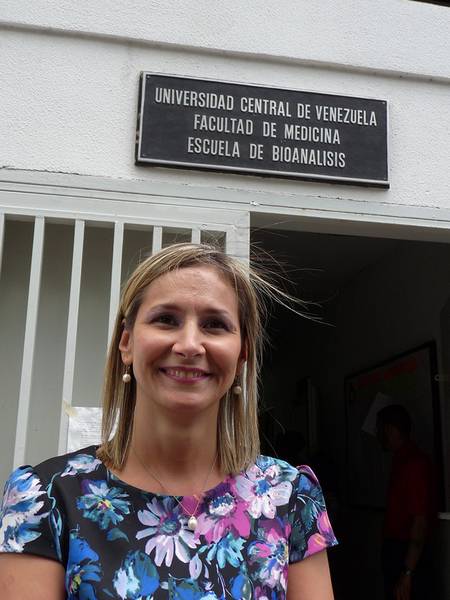 UNIVERSIDAD CENTRAL DE VENEZUELA
FACULTAD DE MEDICINA
ESCUELA DE BIOANALISIS